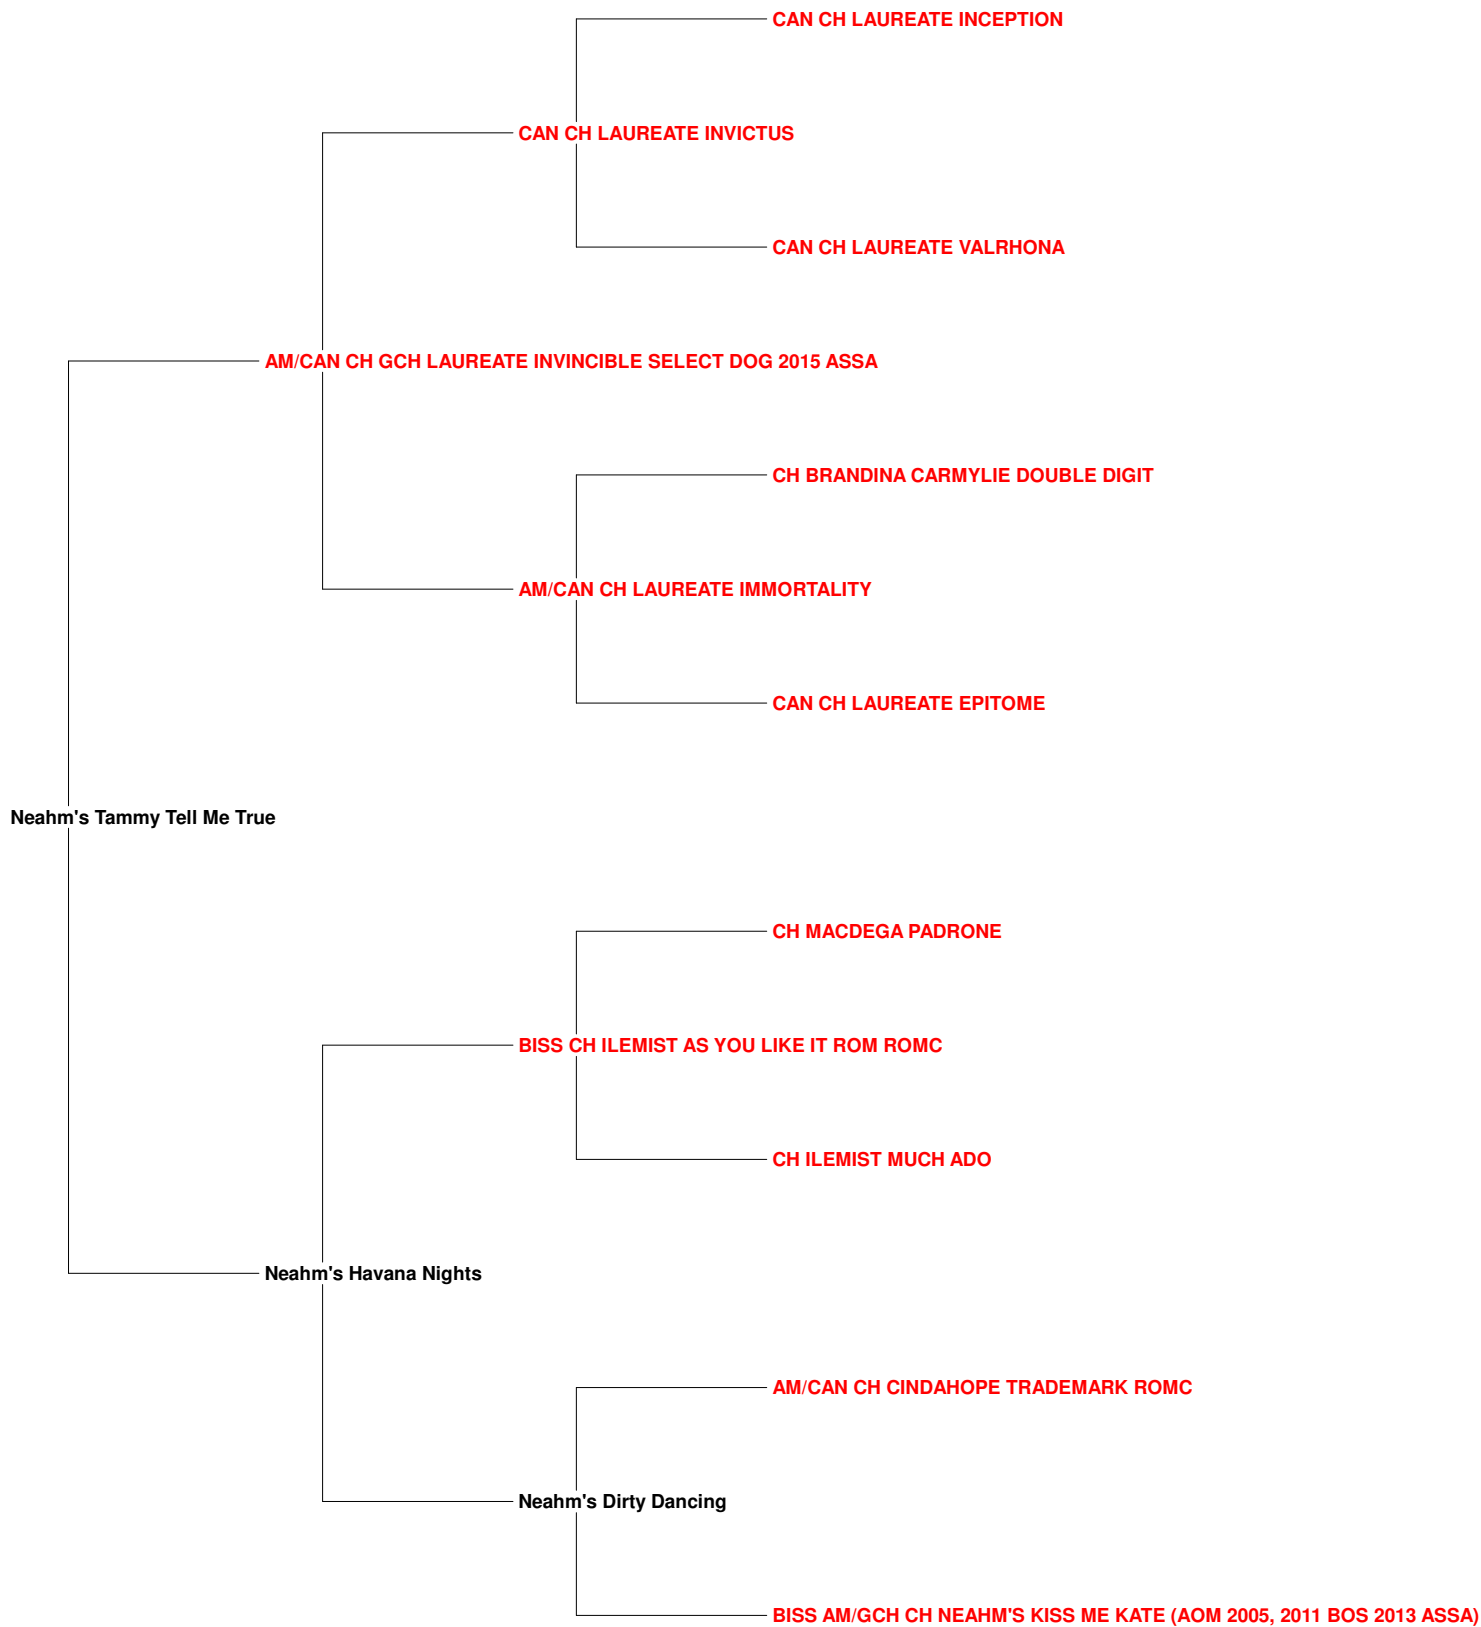 CAN CH LAUREATE INCEPTION
CAN CH LAUREATE INVICTUS
CAN CH LAUREATE VALRHONA
AM/CAN CH GCH LAUREATE INVINCIBLE SELECT DOG 2015 ASSA
CH BRANDINA CARMYLIE DOUBLE DIGIT
AM/CAN CH LAUREATE IMMORTALITY
CAN CH LAUREATE EPITOME
Neahm's Tammy Tell Me True
CH MACDEGA PADRONE
BISS CH ILEMIST AS YOU LIKE IT ROM ROMC
CH ILEMIST MUCH ADO
Neahm's Havana Nights
AM/CAN CH CINDAHOPE TRADEMARK ROMC
Neahm's Dirty Dancing
BISS AM/GCH CH NEAHM'S KISS ME KATE (AOM 2005, 2011 BOS 2013 ASSA)